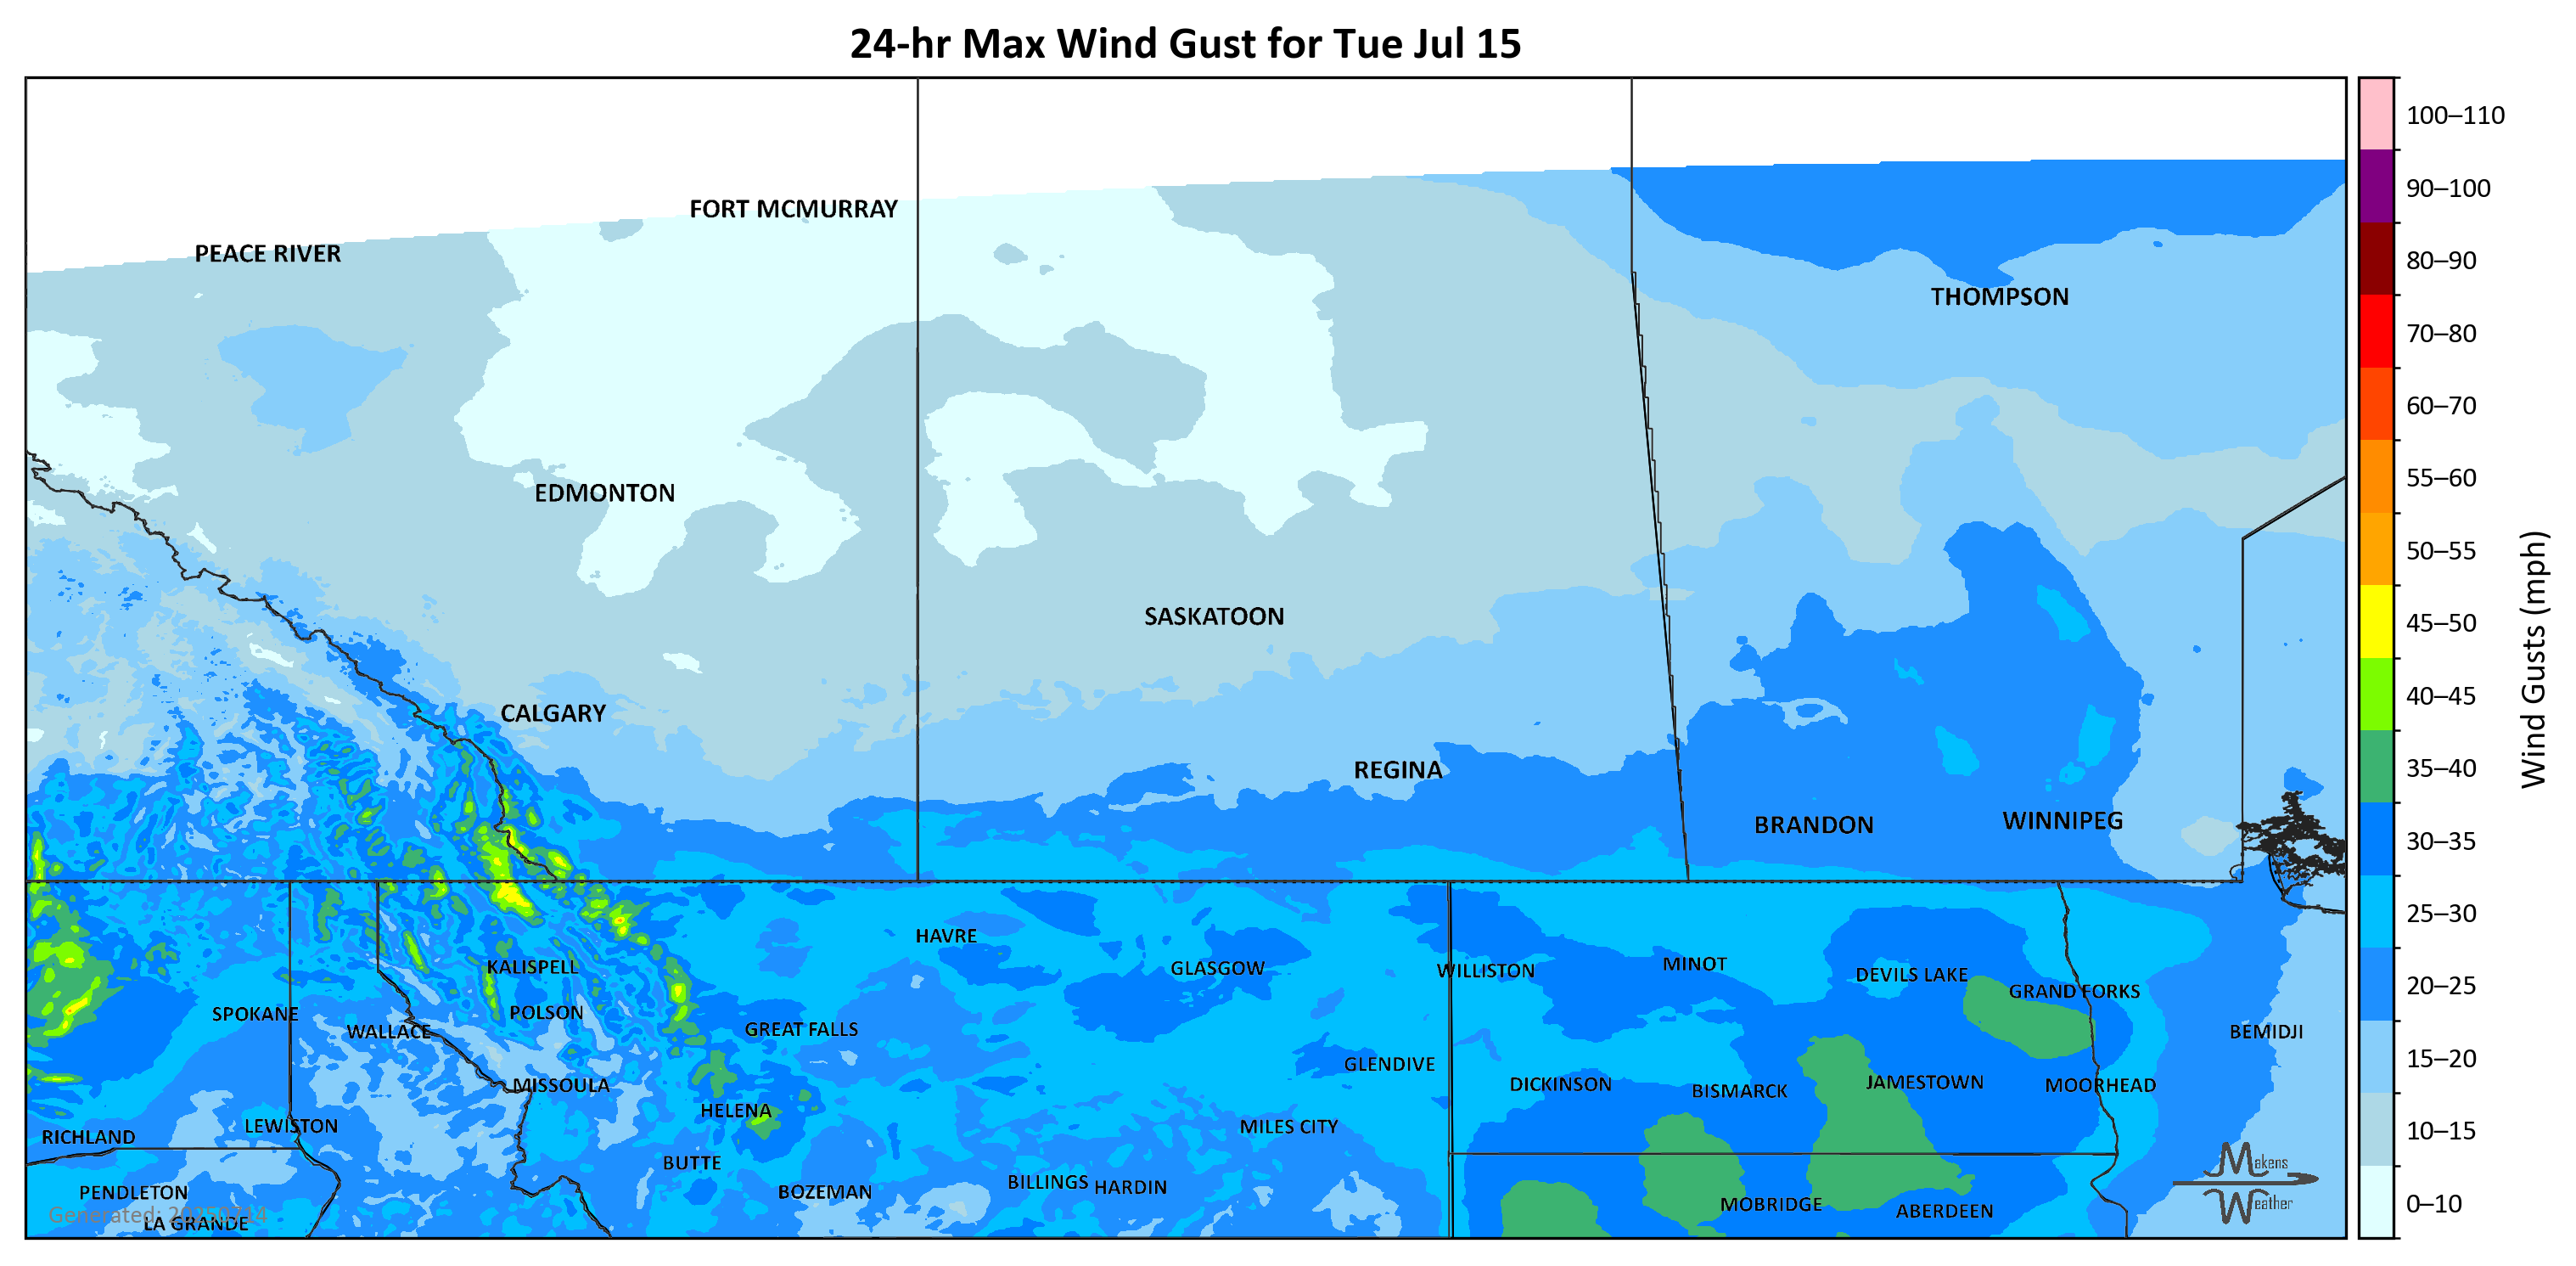 24-hr Max Wind Gust for Tue Jul 15
100–110
90–100
80–90
70–80
60–70
55–60
50–55
45–50
40–45
35–40
30–35
25–30
20–25
15–20
10–15
0–10
Wind Gusts (mph)
FORT MCMURRAY
PEACE RIVER
THOMPSON
EDMONTON
SASKATOON
CALGARY
REGINA
BRANDON
WINNIPEG
HAVRE
KALISPELL
GLASGOW
WILLISTON
MINOT
DEVILS LAKE
GRAND FORKS
SPOKANE
POLSON
WALLACE
GREAT FALLS
BEMIDJI
GLENDIVE
MISSOULA
DICKINSON
BISMARCK
JAMESTOWN
MOORHEAD
HELENA
LEWISTON
MILES CITY
RICHLAND
BUTTE
PENDLETON
BOZEMAN
BILLINGS
HARDIN
MOBRIDGE
ABERDEEN
Generated: 20250714
LA GRANDE
Makens
Weather